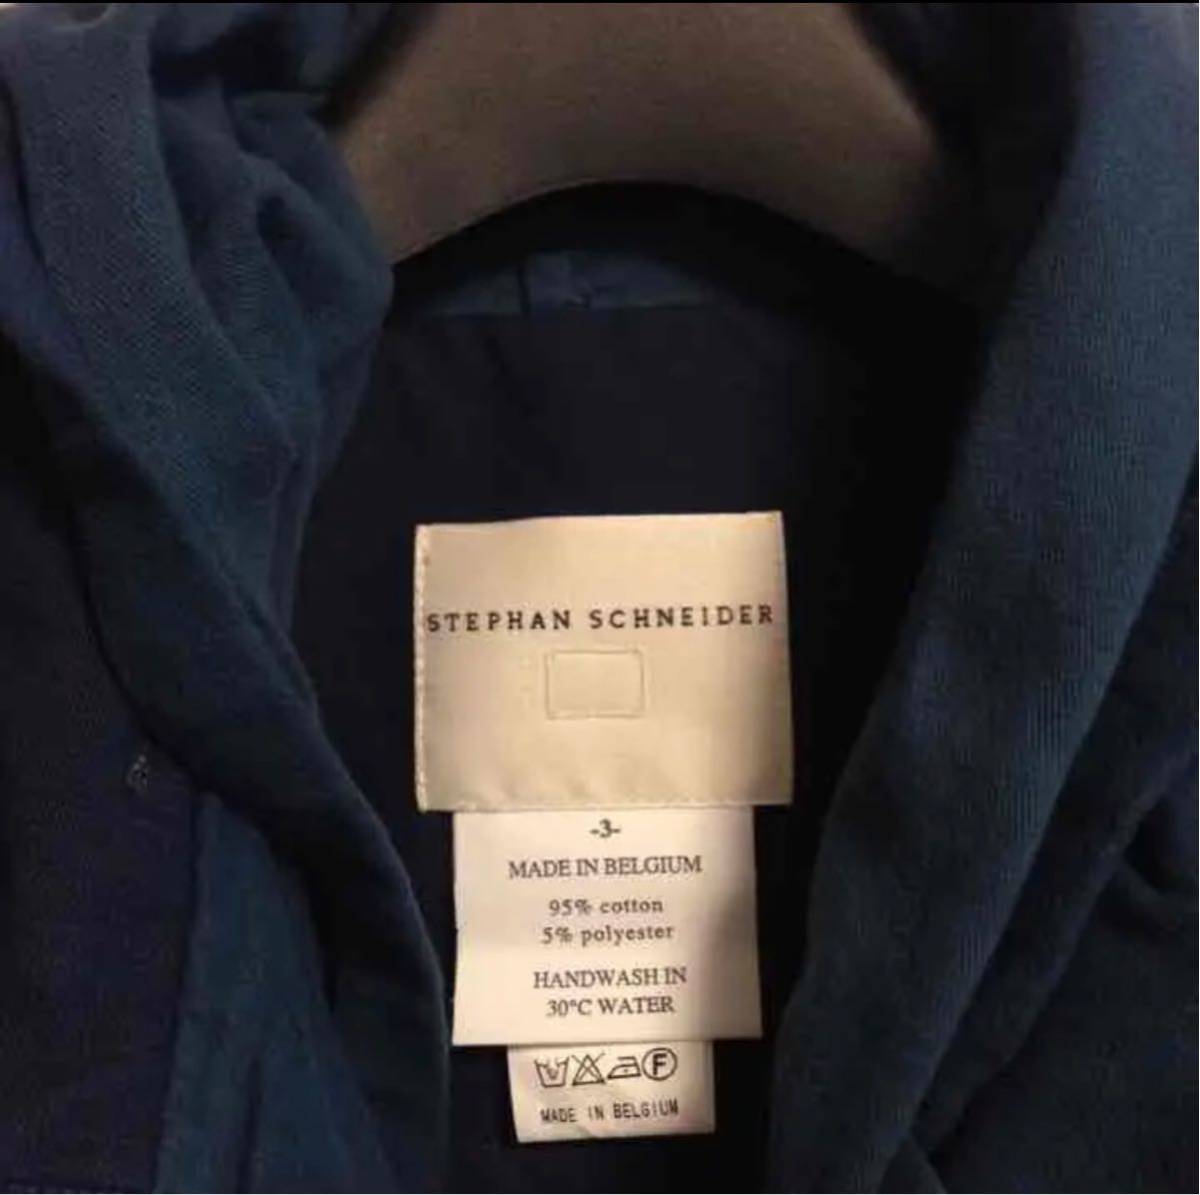 STEPHAN SCHNEIDER
-3-
MADE IN BELGIUM
95% cotton
5% polyester
HANDWASH IN
30°C WATER
F
MADE IN BELGIUM